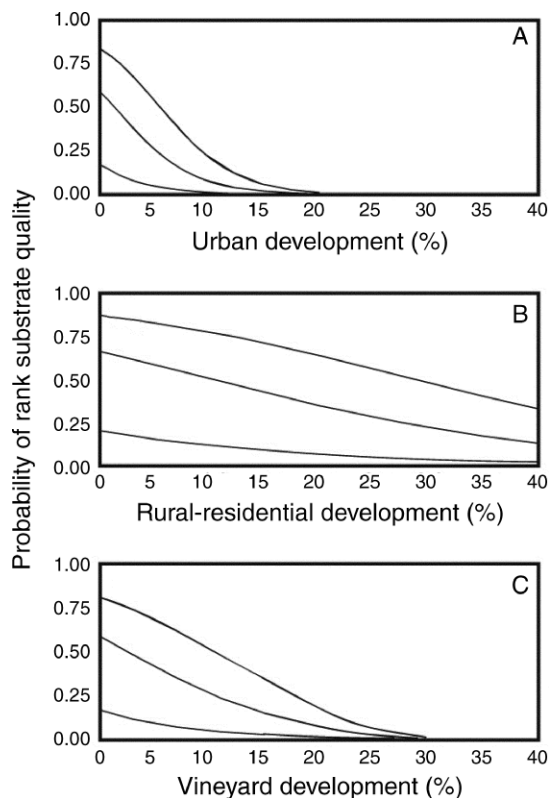 Probability of rank substrate quality
A
1.00
0.75
0.50
0.25
0.00
0 5 10 15 20 25 30 35 40
Urban development (%)
B
1.00
0.75
0.50
0.25
0.00
0 5 10 15 20 25 30 35 40
Rural-residential development (%)
C
1.00
0.75
0.50
0.25
0.00
0 5 10 15 20 25 30 35 40
Vineyard development (%)